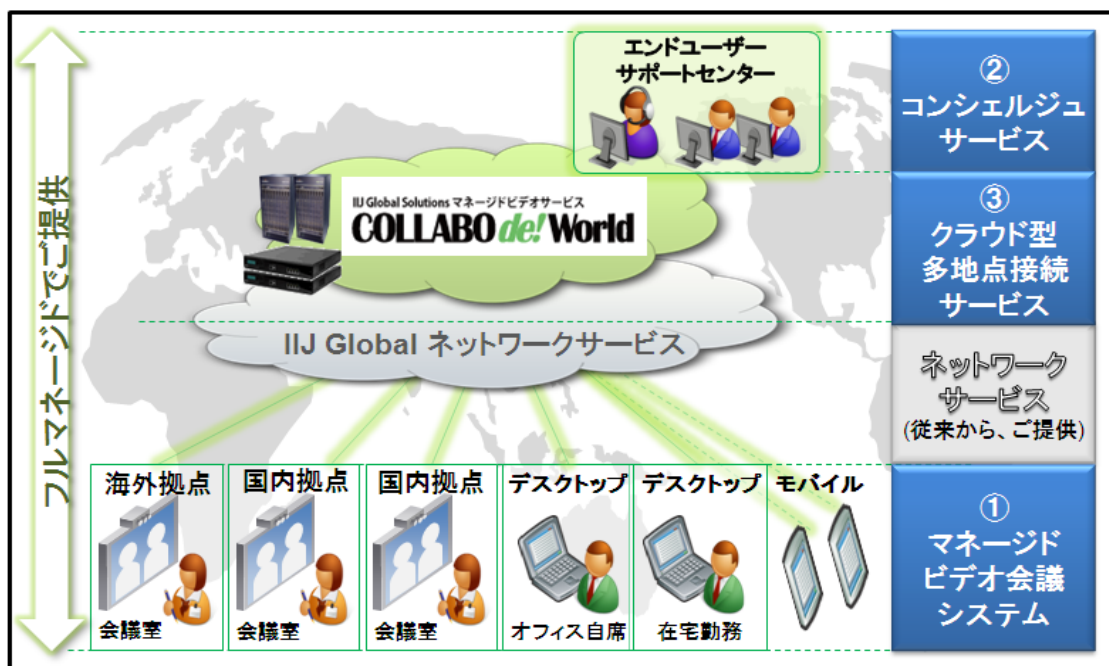 フルマネージドでご提供
エンドユーザー
サポートセンター
IIJ Global Solutions マネージドビデオサービス
COLLABO de! World
IIJ Global ネットワークサービス
海外拠点
会議室
国内拠点
会議室
国内拠点
会議室
デスクトップ
オフィス自席
デスクトップ
在宅勤務
モバイル
②
コンシェルジュ
サービス
③
クラウド型
多地点接続
サービス
ネットワーク
サービス
(従来から、ご提供)
①
マネージド
ビデオ会議
システム